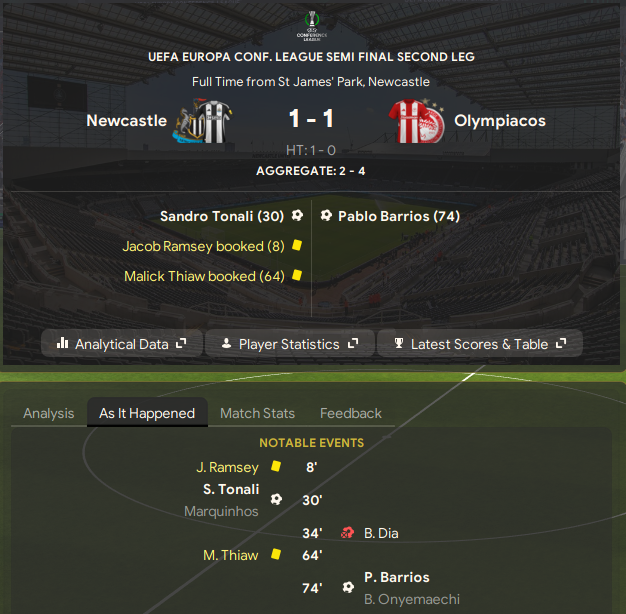 CONFERENCE
LEAGUE
UEFA EUROPA CONF. LEAGUE SEMI FINAL SECOND LEG
Full Time from St James' Park, Newcastle
Newcastle 1 - 1 Olympiacos
HT: 1 - 0
AGGREGATE: 2 - 4
Sandro Tonali (30) Pablo Barrios (74)
Jacob Ramsey booked (8)
Malick Thiaw booked (64)
Analytical Data Player Statistics Latest Scores & Table
Analysis As It Happened Match Stats Feedback
NOTABLE EVENTS
J. Ramsey 8'
S. Tonali
Marquinhos
30'
34' B. Dia
M. Thiaw 64'
74'
P. Barrios
B. Onyemaechi